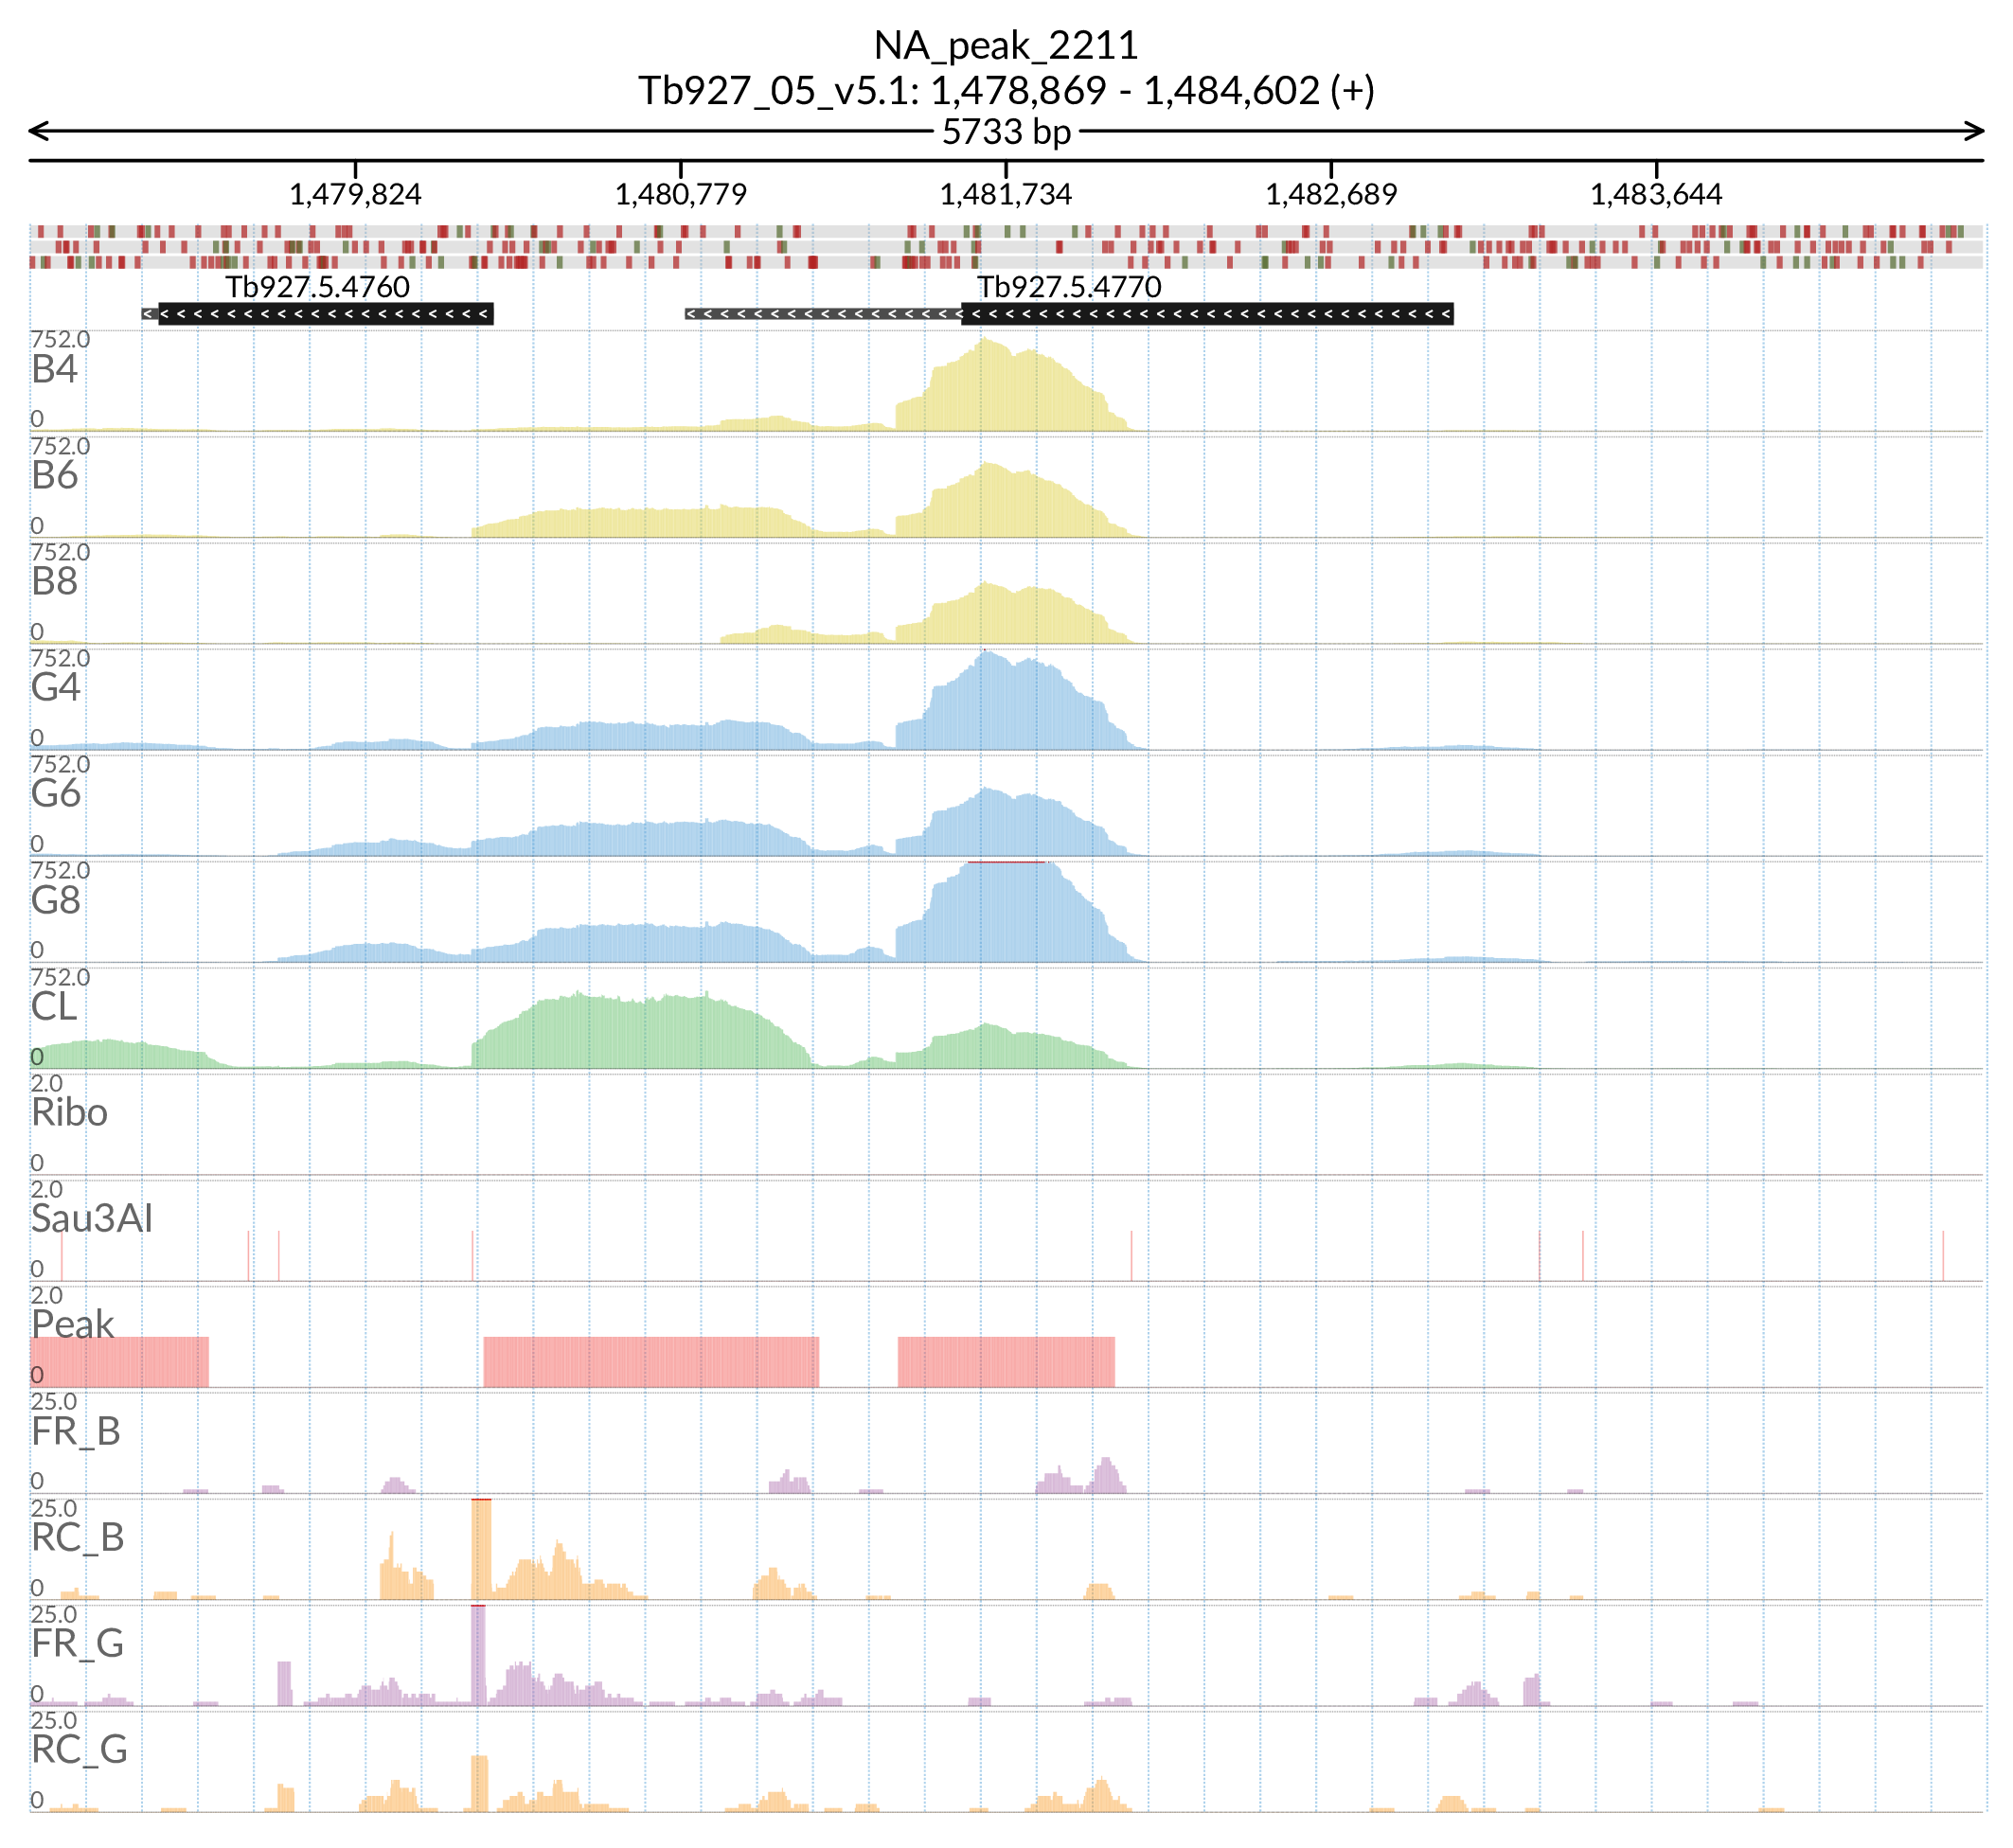 NA_peak_2211
Tb927_05_v5.1: 1,478,869 - 1,484,602 (+)
5733 bp
1,479,824 1,480,779 1,481,734 1,482,689 1,483,644
Tb927.5.4760 Tb927.5.4770
752.0
B4
0
752.0
B6
0
752.0
B8
0
752.0
G4
0
752.0
G6
0
752.0
G8
0
752.0
CL
0
2.0
Ribo
0
2.0
Sau3AI
0
2.0
Peak
0
25.0
FR_B
0
25.0
RC_B
0
25.0
FR_G
0
25.0
RC_G
0